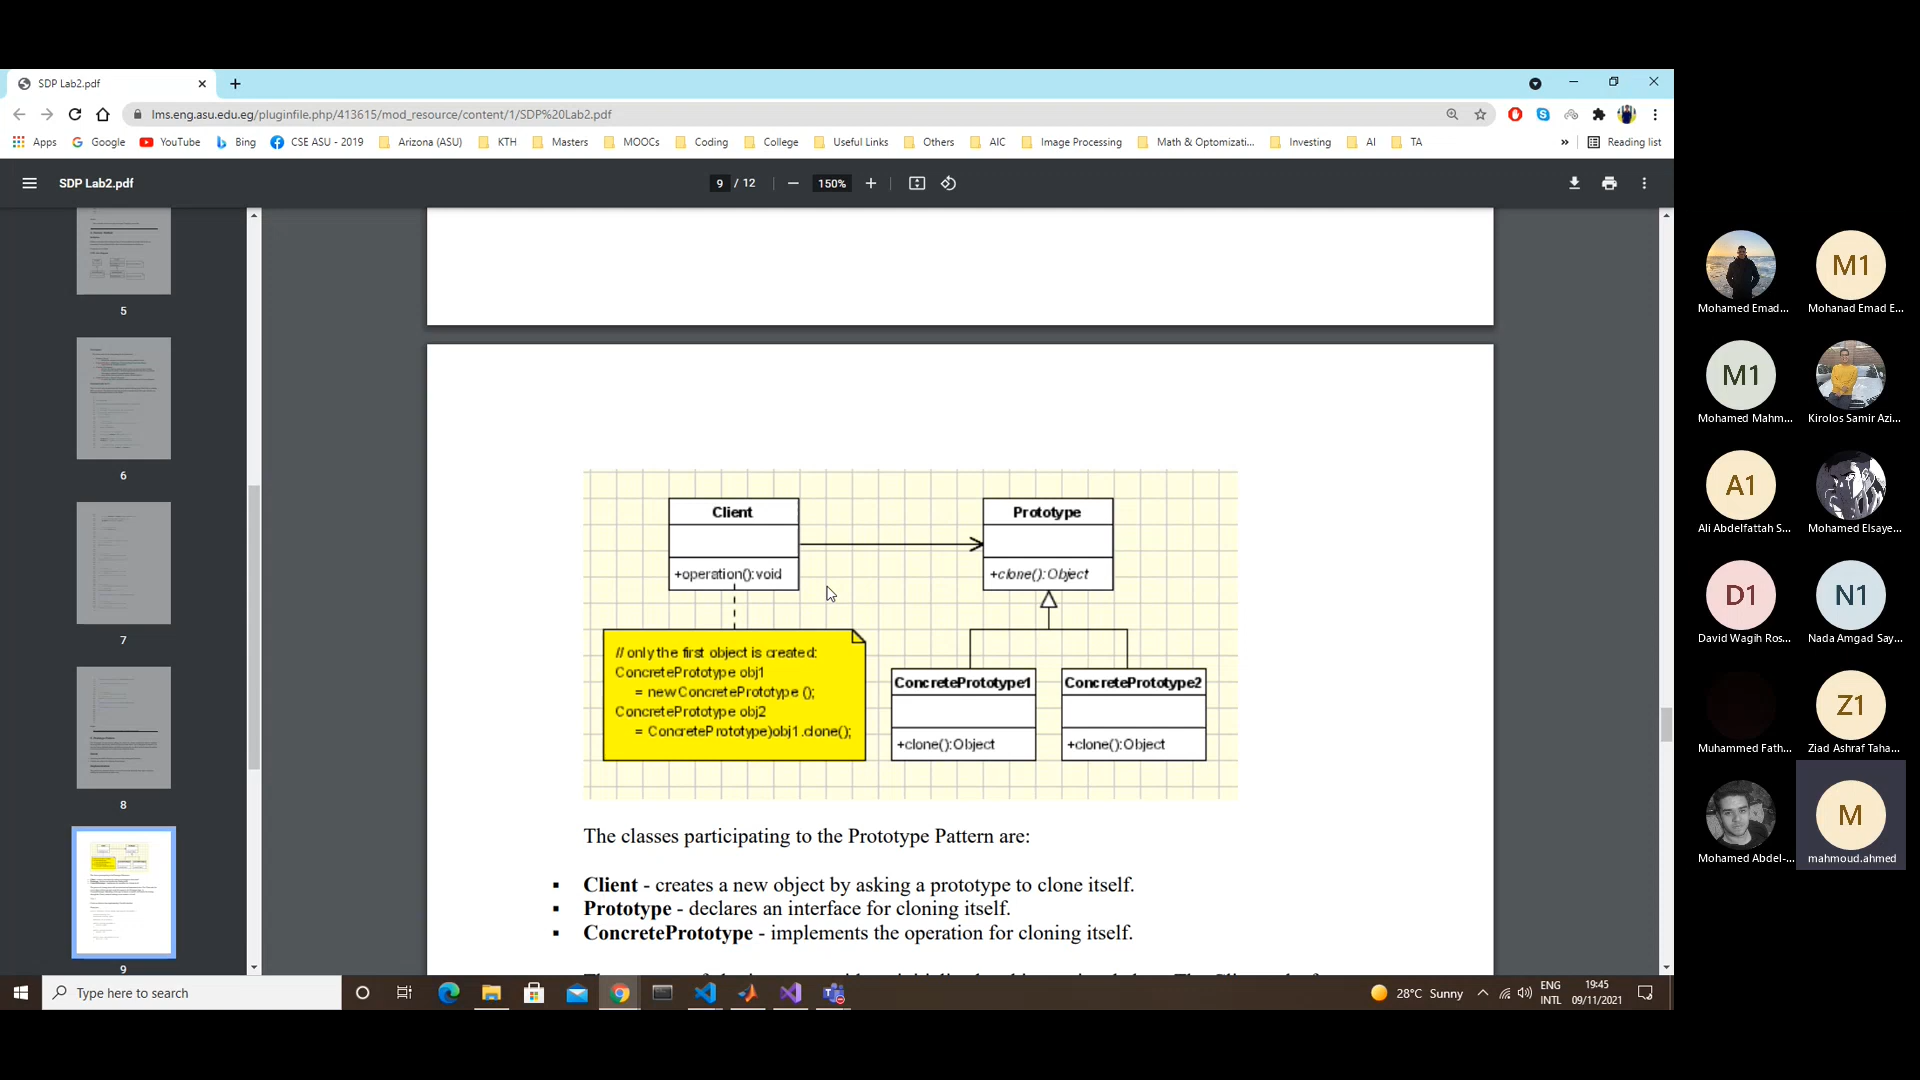 SDP Lab2.pdf
lms.eng.asu.edu.eg/pluginfile.php/413615/mod_resource/content/1/SDP%20Lab2.pdf
Apps Google YouTube Bing CSE ASU - 2019 Arizona (ASU) KTH Masters MOOCs Coding College Useful Links Others AIC Image Processing Math & Optomizati... Investing AI TA » Reading list
SDP Lab2.pdf 9 / 12 150%
5
6
7
8
9
Client
+operation():void
Prototype
+clone():Object
// only the first object is created:
ConcretePrototype obj1
= new ConcretePrototype ();
ConcretePrototype obj2
= ConcretePrototype)obj1.clone();
ConcretePrototype1
+clone():Object
ConcretePrototype2
+clone():Object
The classes participating to the Prototype Pattern are:
▪ Client - creates a new object by asking a prototype to clone itself.
▪ Prototype - declares an interface for cloning itself.
▪ ConcretePrototype - implements the operation for cloning itself.
Type here to search
28°C Sunny
ENG
INTL
19:45
09/11/2021
Mohamed Emad...
M1
Mohanad Emad E...
M1
Mohamed Mahm...
Kirolos Samir Azi...
A1
Ali Abdelfattah S...
Mohamed Elsaye...
D1
David Wagih Ros...
N1
Nada Amgad Say...
Muhammed Fath...
Z1
Ziad Ashraf Taha...
Mohamed Abdel-...
M
mahmoud.ahmed